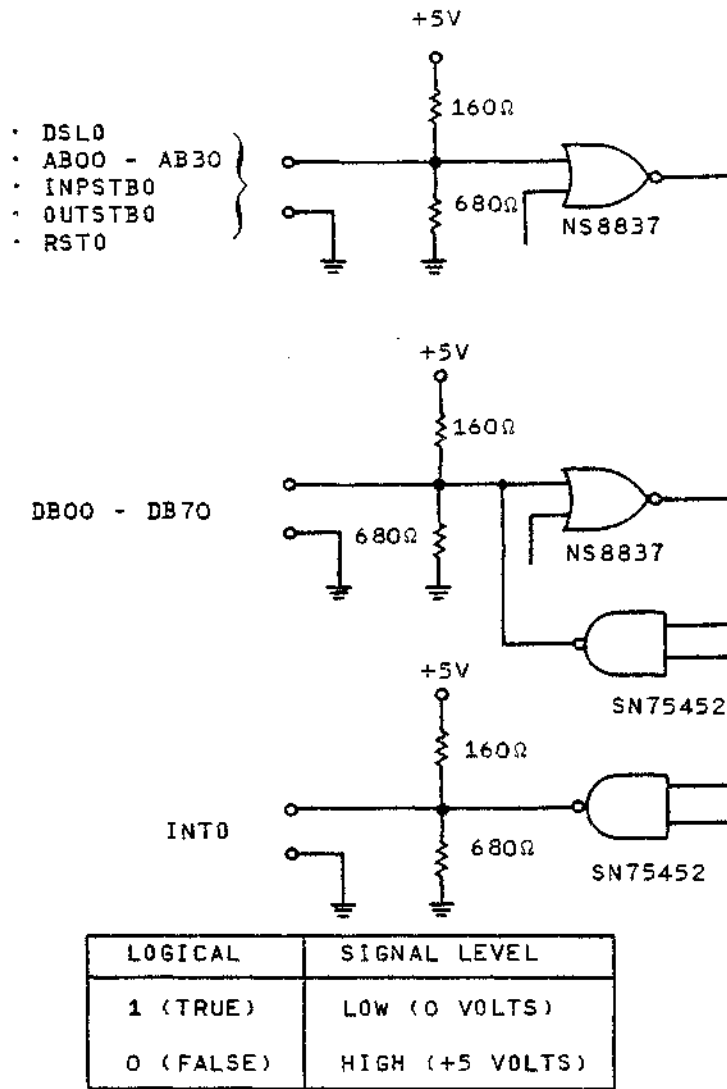 +5V
160Ω
· DSL0
· AB00 - AB30
· INPSTB0
· OUTSTB0
· RST0
680Ω
NS8837
+5V
160Ω
DB00 - DB70
680Ω
NS8837
SN75452
+5V
160Ω
INT0
680Ω
SN75452
LOGICAL SIGNAL LEVEL
1 (TRUE) LOW (0 VOLTS)
0 (FALSE) HIGH (+5 VOLTS)